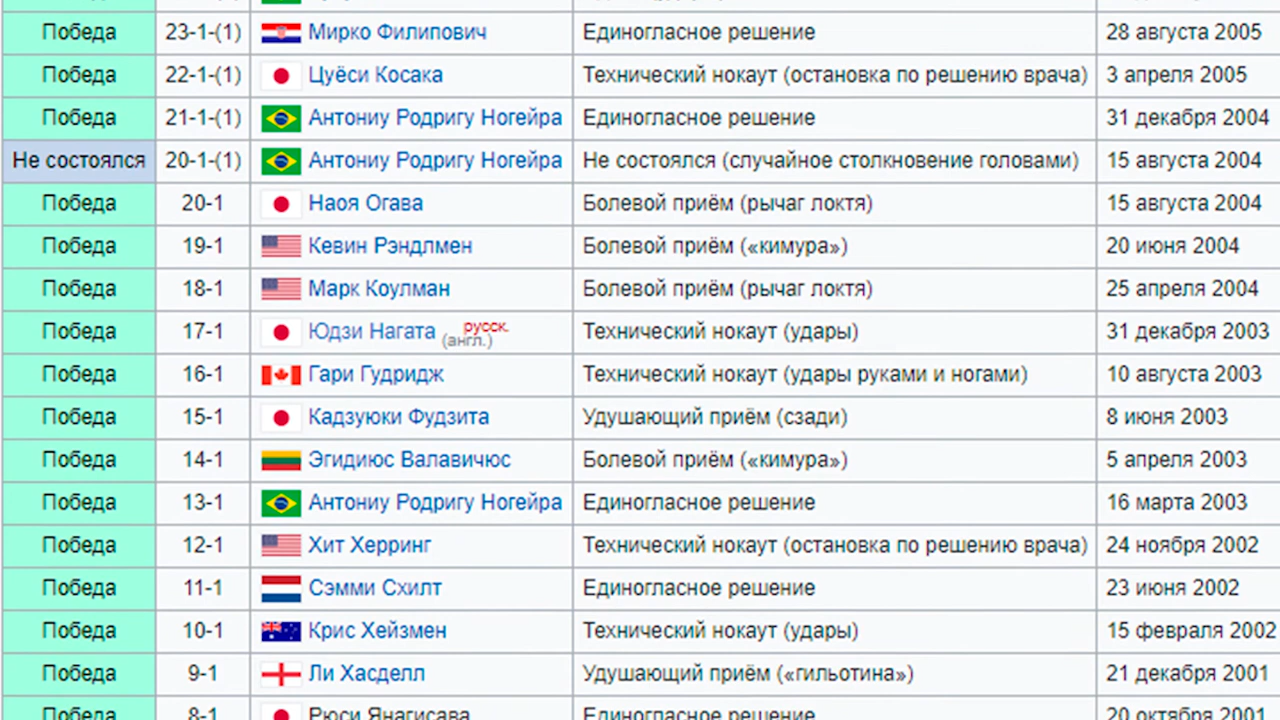 Победа 23-1-(1) Мирко Филипович Единогласное решение 28 августа 2005
Победа 22-1-(1) Цуёси Косака Технический нокаут (остановка по решению врача) 3 апреля 2005
Победа 21-1-(1) Антониу Родригу Ногейра Единогласное решение 31 декабря 2004
Не состоялся 20-1-(1) Антониу Родригу Ногейра Не состоялся (случайное столкновение головами) 15 августа 2004
Победа 20-1 Наоя Огава Болевой приём (рычаг локтя) 15 августа 2004
Победа 19-1 Кевин Рэндлмен Болевой приём («кимура») 20 июня 2004
Победа 18-1 Марк Коулман Болевой приём (рычаг локтя) 25 апреля 2004
Победа 17-1 Юдзи Нагата русск. (англ.) Технический нокаут (удары) 31 декабря 2003
Победа 16-1 Гари Гудридж Технический нокаут (удары руками и ногами) 10 августа 2003
Победа 15-1 Кадзуюки Фудзита Удушающий приём (сзади) 8 июня 2003
Победа 14-1 Эгидиюс Валавичюс Болевой приём («кимура») 5 апреля 2003
Победа 13-1 Антониу Родригу Ногейра Единогласное решение 16 марта 2003
Победа 12-1 Хит Херринг Технический нокаут (остановка по решению врача) 24 ноября 2002
Победа 11-1 Сэмми Схилт Единогласное решение 23 июня 2002
Победа 10-1 Крис Хейзмен Технический нокаут (удары) 15 февраля 2002
Победа 9-1 Ли Хасделл Удушающий приём («гильотина») 21 декабря 2001
Победа 8-1 Рюси Янагисава Единогласное решение 20 октября 2001